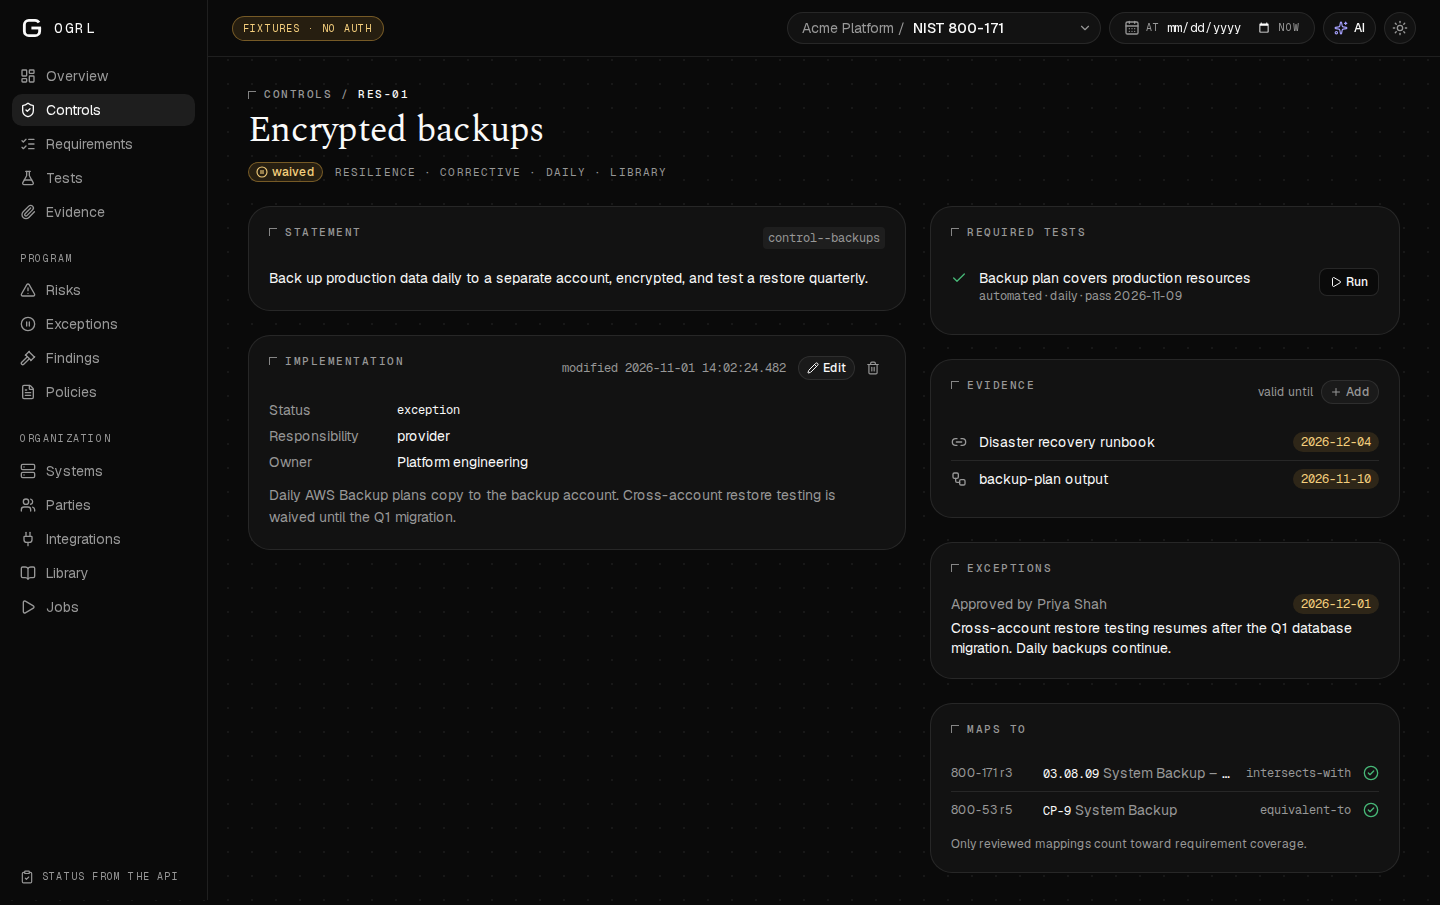 OGRL
FIXTURES · NO AUTH
Acme Platform / NIST 800-171
AT mm/dd/yyyy NOW
AI
Overview
Controls
Requirements
Tests
Evidence
PROGRAM
Risks
Exceptions
Findings
Policies
ORGANIZATION
Systems
Parties
Integrations
Library
Jobs
STATUS FROM THE API
CONTROLS / RES-01
Encrypted backups
waived RESILIENCE · CORRECTIVE · DAILY · LIBRARY
STATEMENT
control--backups
Back up production data daily to a separate account, encrypted, and test a restore quarterly.
IMPLEMENTATION
modified 2026-11-01 14:02:24.482 Edit
Status exception
Responsibility provider
Owner Platform engineering
Daily AWS Backup plans copy to the backup account. Cross-account restore testing is
waived until the Q1 migration.
REQUIRED TESTS
Backup plan covers production resources
automated · daily · pass 2026-11-09
Run
EVIDENCE
valid until + Add
Disaster recovery runbook 2026-12-04
backup-plan output 2026-11-10
EXCEPTIONS
Approved by Priya Shah 2026-12-01
Cross-account restore testing resumes after the Q1 database
migration. Daily backups continue.
MAPS TO
800-171 r3 03.08.09 System Backup – … intersects-with
800-53 r5 CP-9 System Backup equivalent-to
Only reviewed mappings count toward requirement coverage.